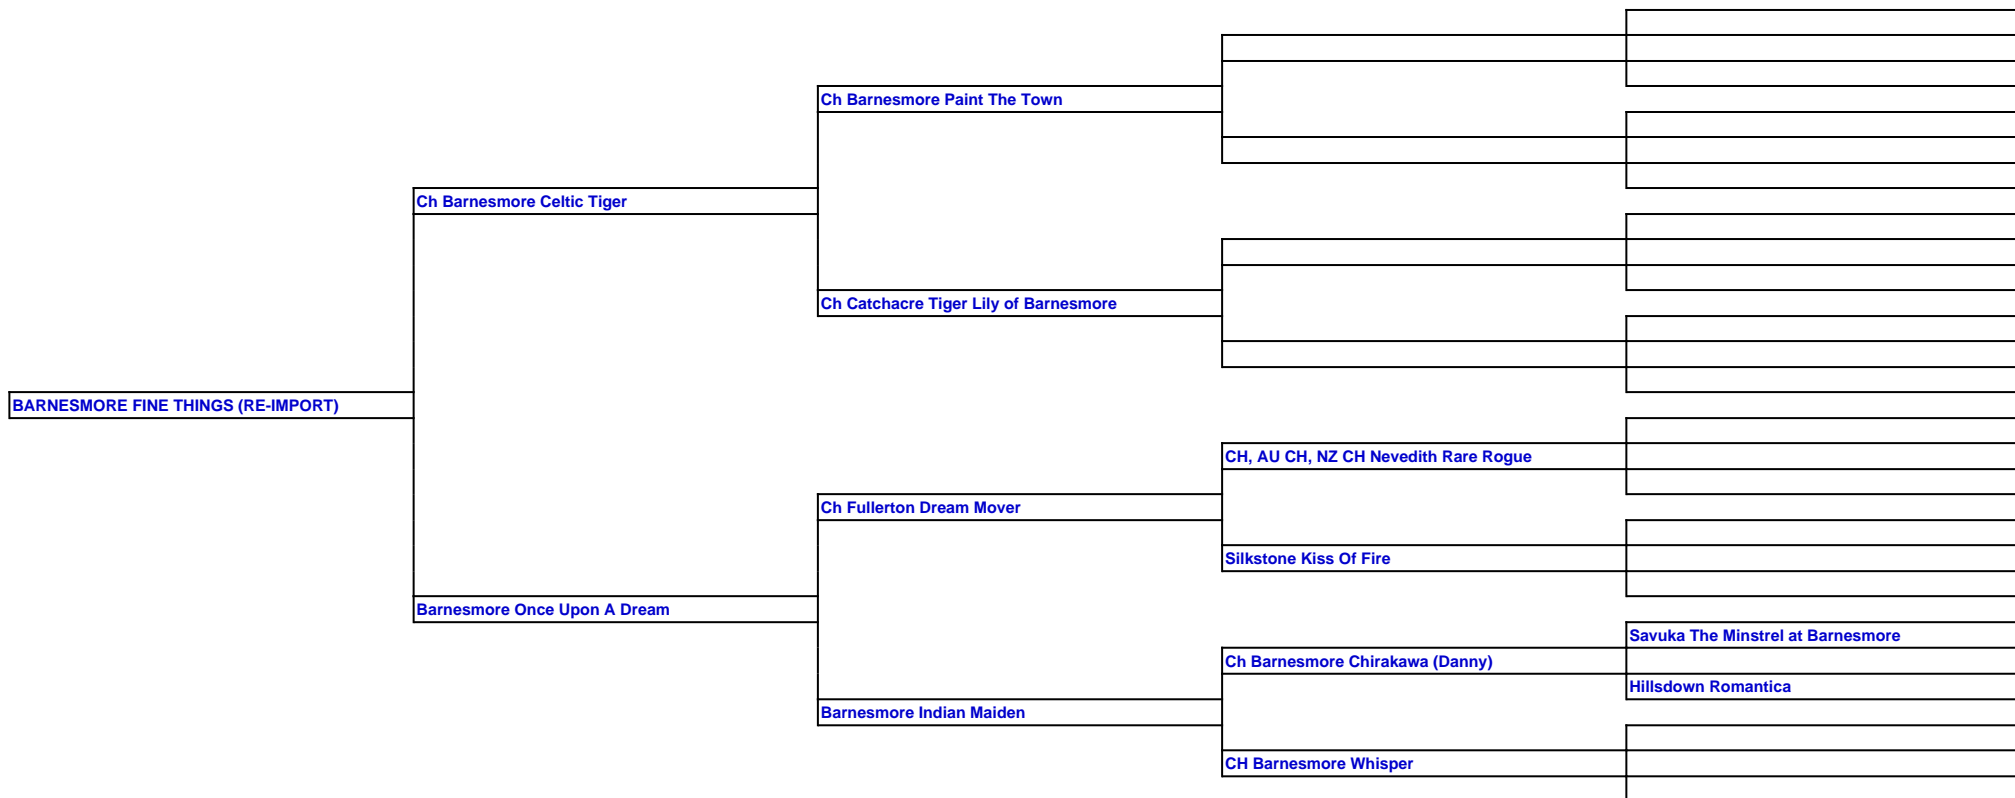 Ch Barnesmore Paint The Town
Ch Barnesmore Celtic Tiger
Ch Catchacre Tiger Lily of Barnesmore
BARNESMORE FINE THINGS (RE-IMPORT)
CH, AU CH, NZ CH Nevedith Rare Rogue
Ch Fullerton Dream Mover
Silkstone Kiss Of Fire
Barnesmore Once Upon A Dream
Savuka The Minstrel at Barnesmore
Ch Barnesmore Chirakawa (Danny)
Hillsdown Romantica
Barnesmore Indian Maiden
CH Barnesmore Whisper